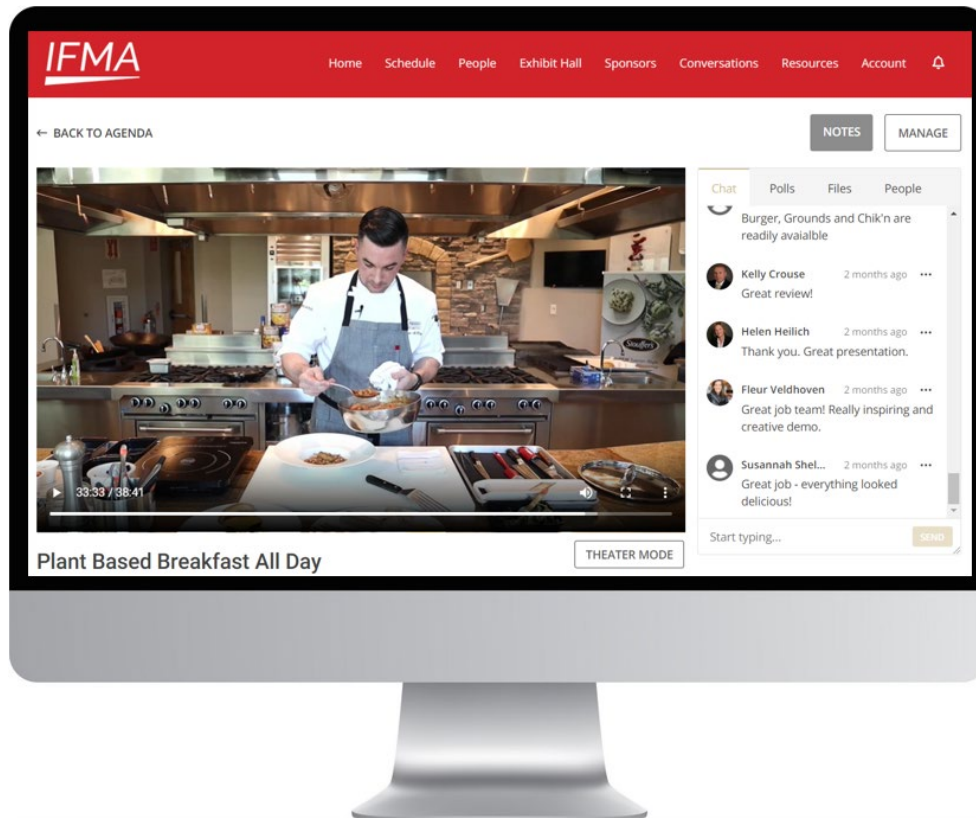 IFMA
Home Schedule People Exhibit Hall Sponsors Conversations Resources Account
← BACK TO AGENDA
NOTES MANAGE
Chat Polls Files People
Burger, Grounds and Chik'n are
readily avaialble
Kelly Crouse 2 months ago ...
Great review!
Helen Heilich 2 months ago ...
Thank you. Great presentation.
Fleur Veldhoven 2 months ago ...
Great job team! Really inspiring and
creative demo.
Susannah Shel... 2 months ago ...
Great job - everything looked
delicious!
Start typing... SEND
Stouffer's
33:33 / 38:41
Plant Based Breakfast All Day
THEATER MODE